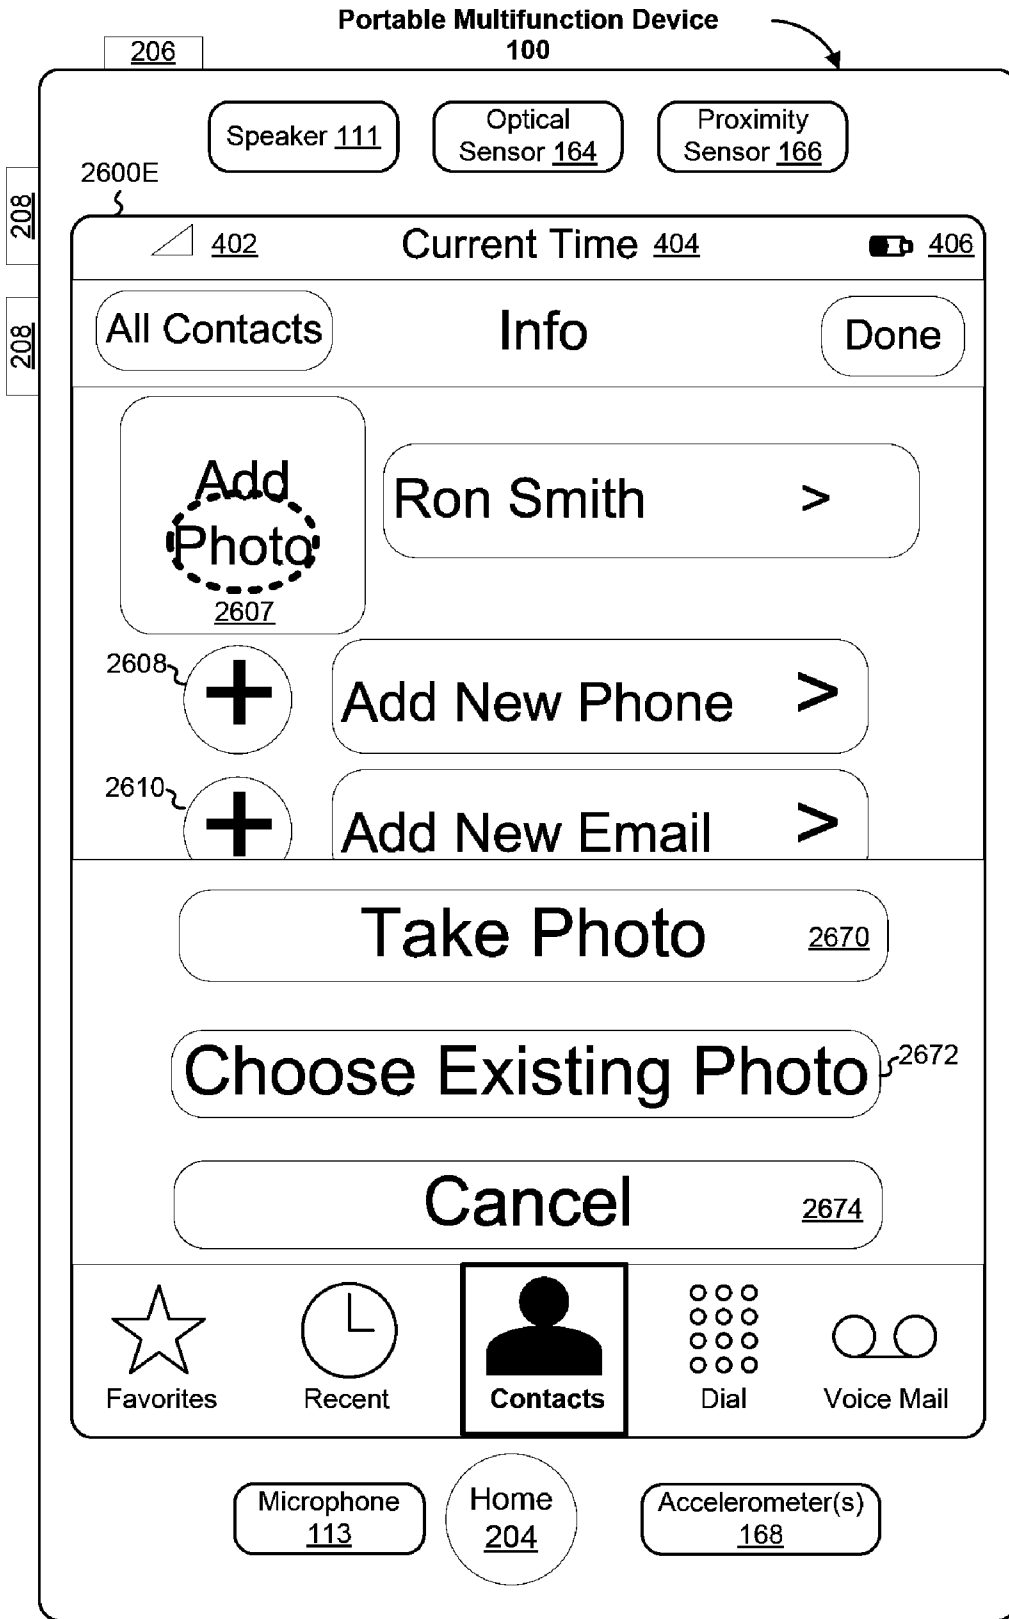 Portable Multifunction Device
100
206
Speaker 111
Optical
Sensor 164
Proximity
Sensor 166
2600E
208
208
402
Current Time 404
406
All Contacts
Info
Done
Add
Photo
2607
Ron Smith >
2608
Add New Phone >
2610
Add New Email >
Take Photo 2670
Choose Existing Photo
2672
Cancel 2674
Favorites
Recent
Contacts
Dial
Voice Mail
Microphone
113
Home
204
Accelerometer(s)
168